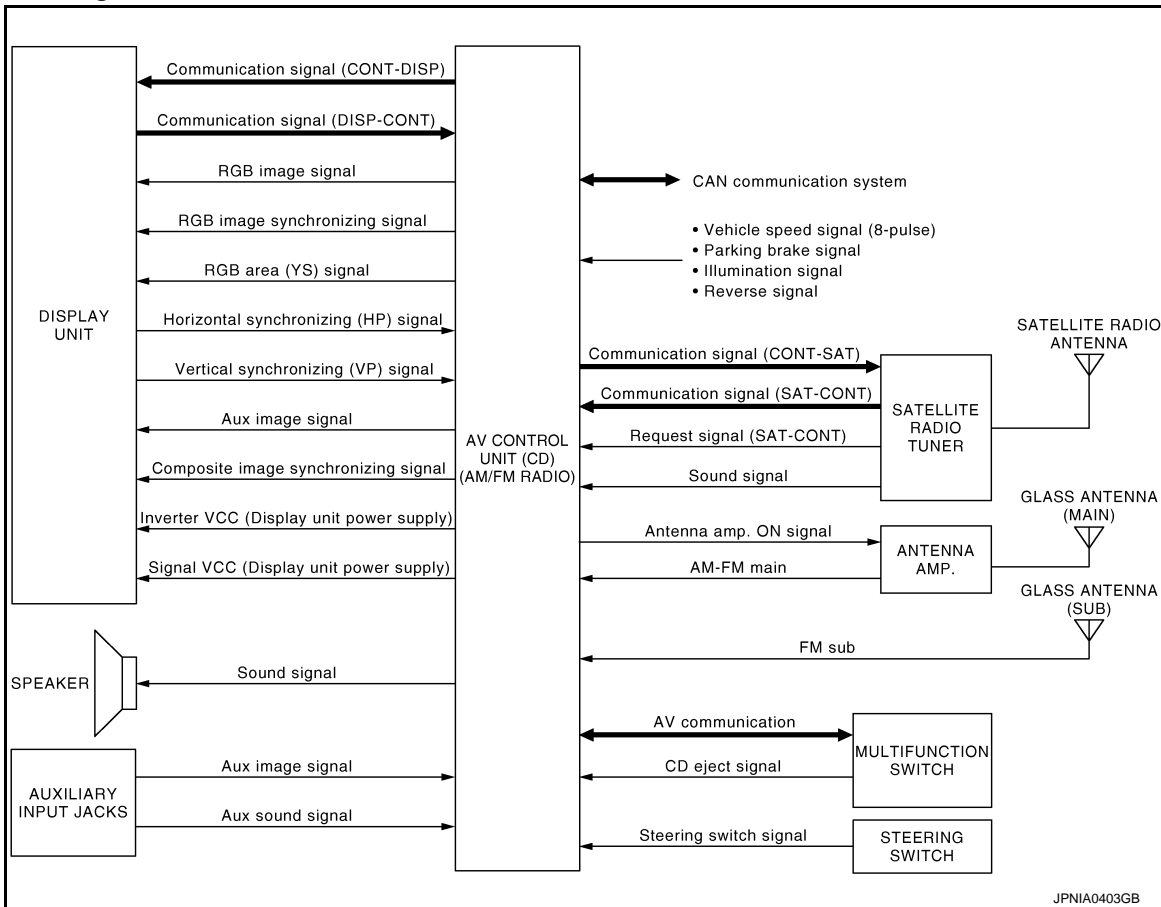 Communication signal (CONT-DISP)
Communication signal (DISP-CONT)
RGB image signal
RGB image synchronizing signal
RGB area (YS) signal
Horizontal synchronizing (HP) signal
Vertical synchronizing (VP) signal
Aux image signal
Composite image synchronizing signal
Inverter VCC (Display unit power supply)
Signal VCC (Display unit power supply)
DISPLAY
UNIT
SPEAKER
Sound signal
AUXILIARY
INPUT JACKS
Aux image signal
Aux sound signal
AV CONTROL
UNIT (CD)
(AM/FM RADIO)
CAN communication system
• Vehicle speed signal (8-pulse)
• Parking brake signal
• Illumination signal
• Reverse signal
Communication signal (CONT-SAT)
Communication signal (SAT-CONT)
Request signal (SAT-CONT)
Sound signal
SATELLITE
RADIO
TUNER
SATELLITE RADIO
ANTENNA
Antenna amp. ON signal
AM-FM main
ANTENNA
AMP.
GLASS ANTENNA
(MAIN)
FM sub
GLASS ANTENNA
(SUB)
AV communication
CD eject signal
MULTIFUNCTION
SWITCH
Steering switch signal
STEERING
SWITCH
JPNIA0403GB